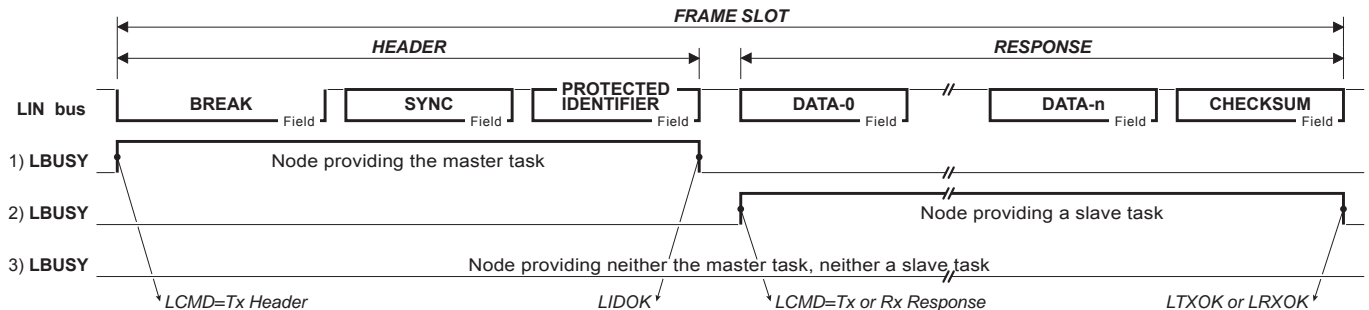 FRAME SLOT
HEADER
RESPONSE
LIN bus
BREAK
Field
SYNC
Field
PROTECTED
IDENTIFIER
Field
DATA-0
Field
DATA-n
Field
CHECKSUM
Field
1) LBUSY
Node providing the master task
2) LBUSY
Node providing a slave task
3) LBUSY
Node providing neither the master task, neither a slave task
LCMD=Tx Header
LIDOK
LCMD=Tx or Rx Response
LTXOK or LRXOK